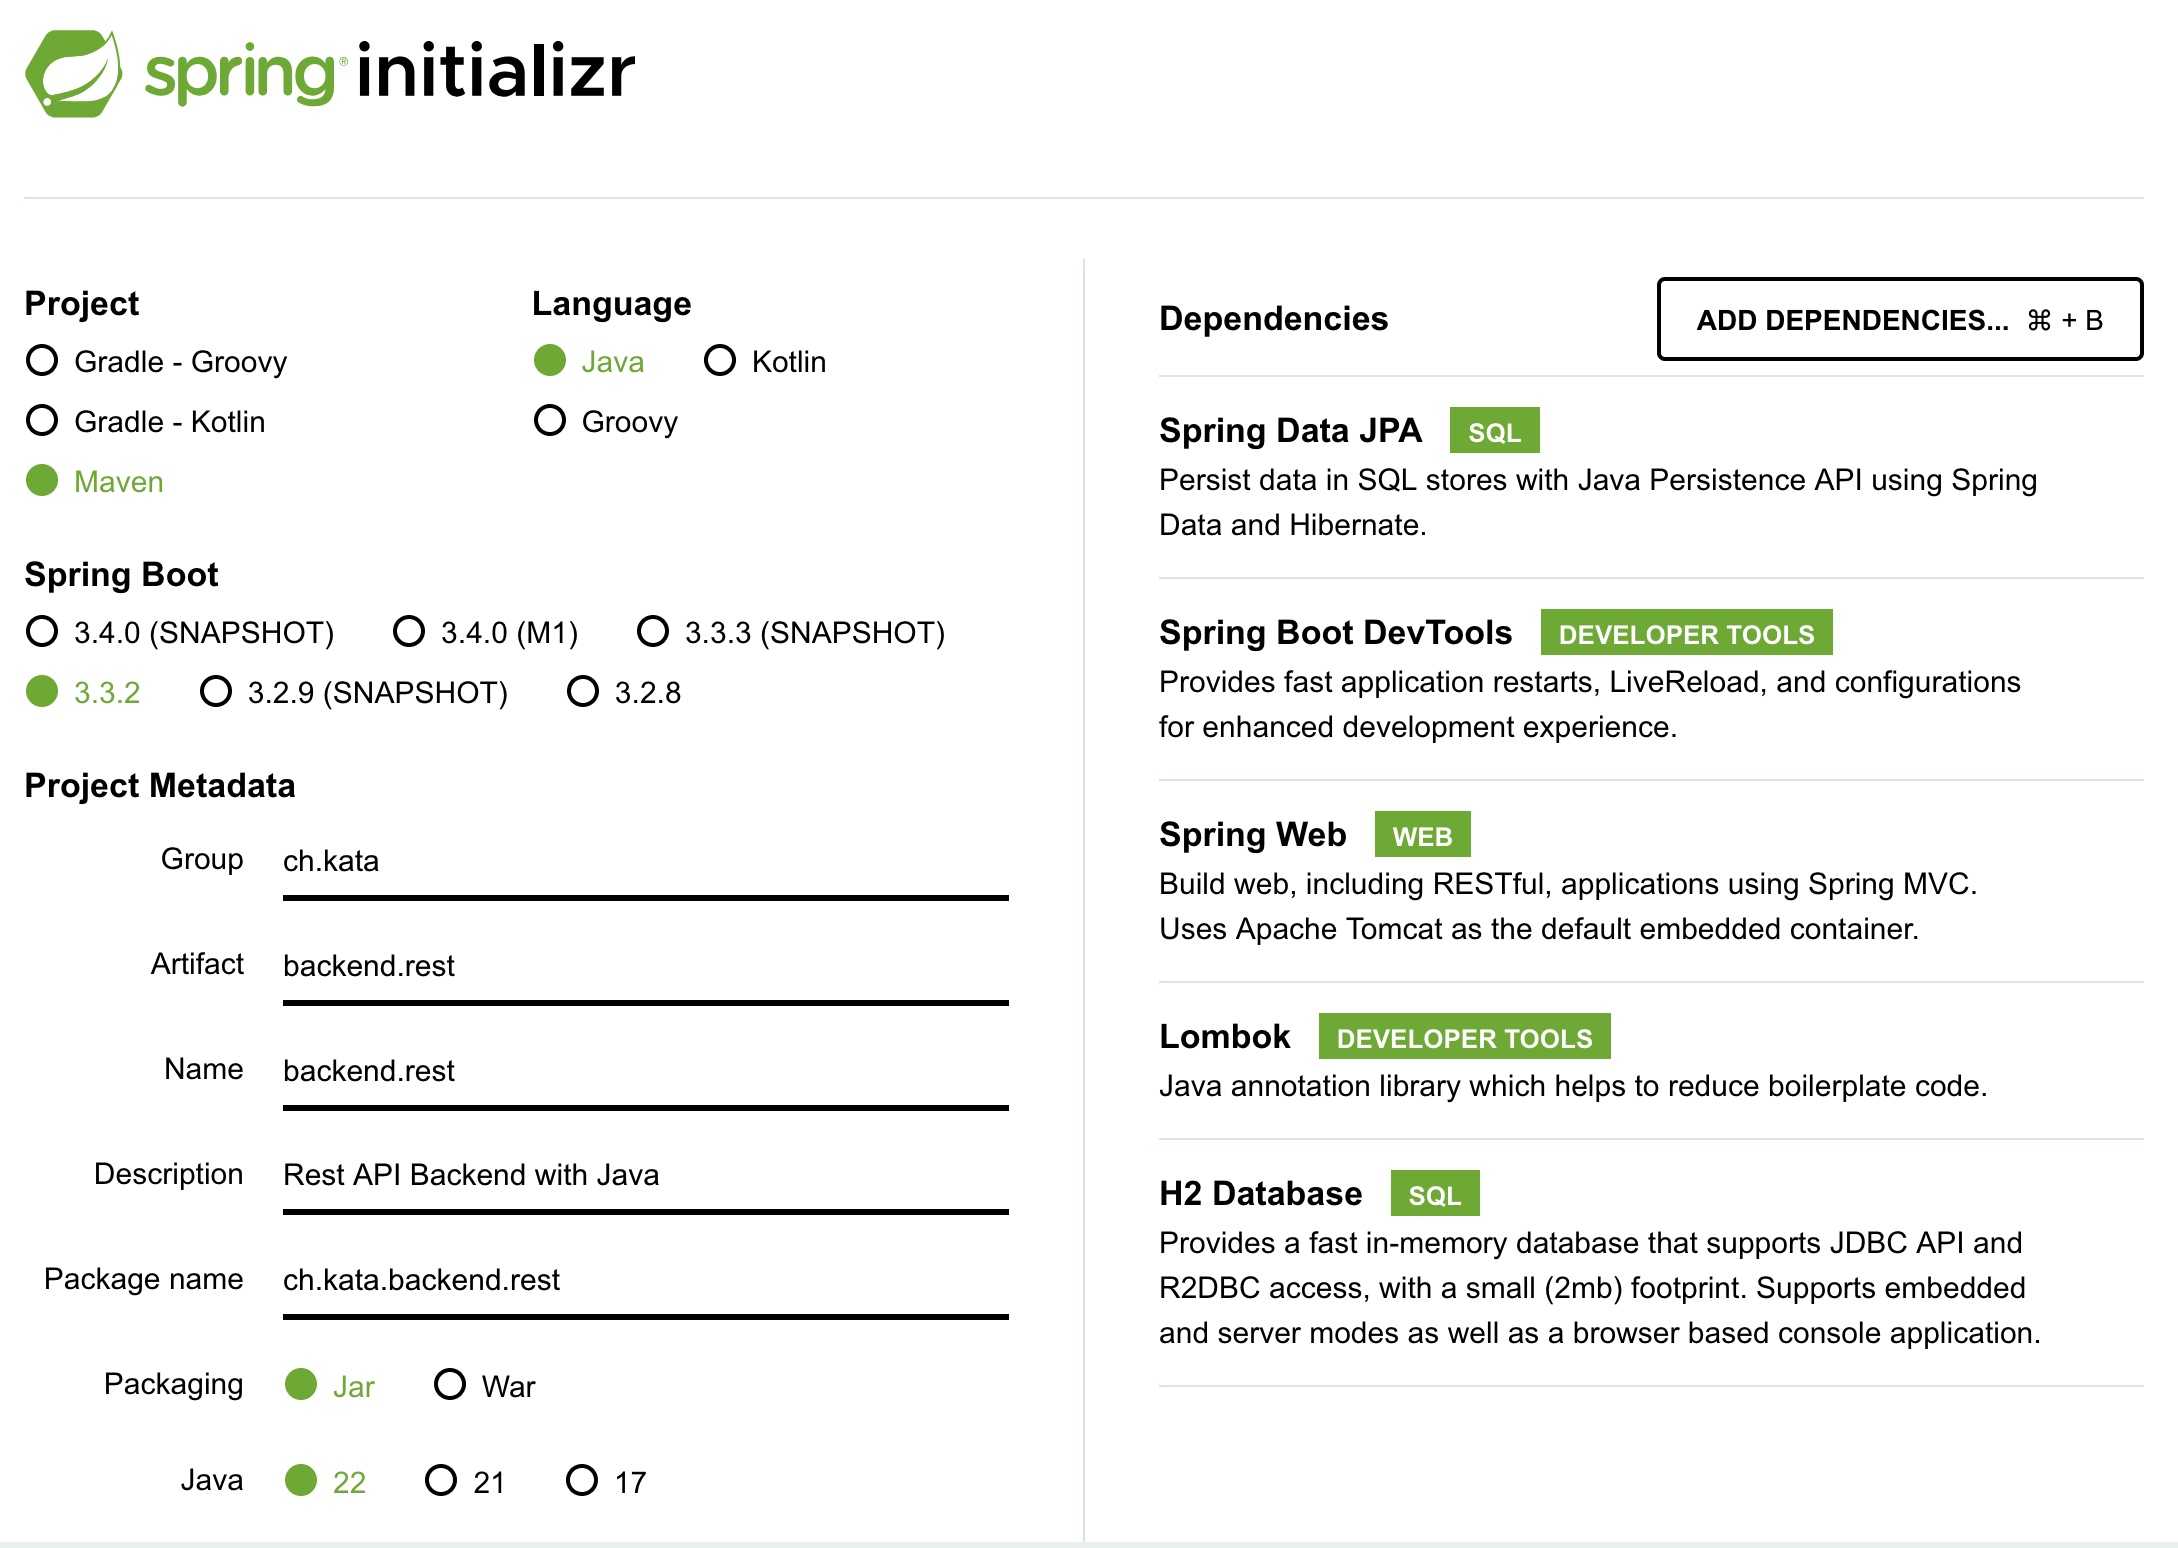 spring® initializr
Project
Gradle - Groovy
Gradle - Kotlin
Maven
Language
Java Kotlin
Groovy
Spring Boot
3.4.0 (SNAPSHOT) 3.4.0 (M1) 3.3.3 (SNAPSHOT)
3.3.2 3.2.9 (SNAPSHOT) 3.2.8
Project Metadata
Group ch.kata
Artifact backend.rest
Name backend.rest
Description Rest API Backend with Java
Package name ch.kata.backend.rest
Packaging Jar War
Java 22 21 17
Dependencies ADD DEPENDENCIES... ⌘ + B
Spring Data JPA SQL
Persist data in SQL stores with Java Persistence API using Spring
Data and Hibernate.
Spring Boot DevTools DEVELOPER TOOLS
Provides fast application restarts, LiveReload, and configurations
for enhanced development experience.
Spring Web WEB
Build web, including RESTful, applications using Spring MVC.
Uses Apache Tomcat as the default embedded container.
Lombok DEVELOPER TOOLS
Java annotation library which helps to reduce boilerplate code.
H2 Database SQL
Provides a fast in-memory database that supports JDBC API and
R2DBC access, with a small (2mb) footprint. Supports embedded
and server modes as well as a browser based console application.